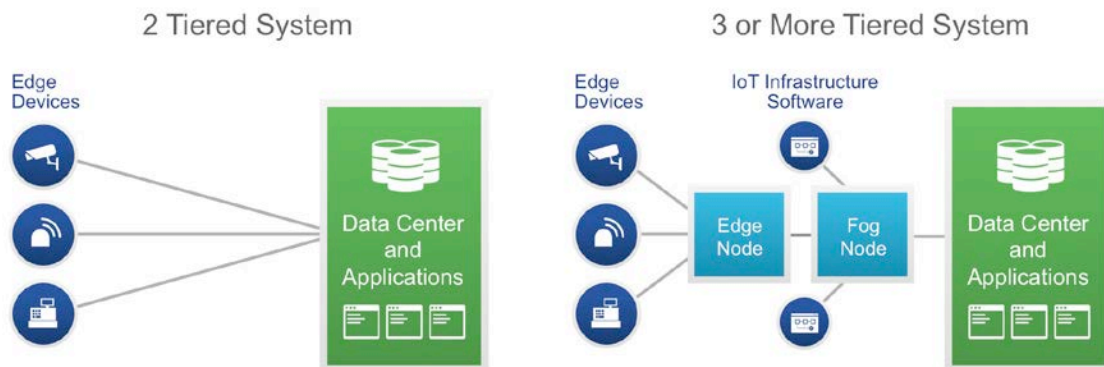 2 Tiered System
Edge
Devices
Data Center
and
Applications
3 or More Tiered System
Edge
Devices
IoT Infrastructure
Software
Edge
Node
Fog
Node
Data Center
and
Applications